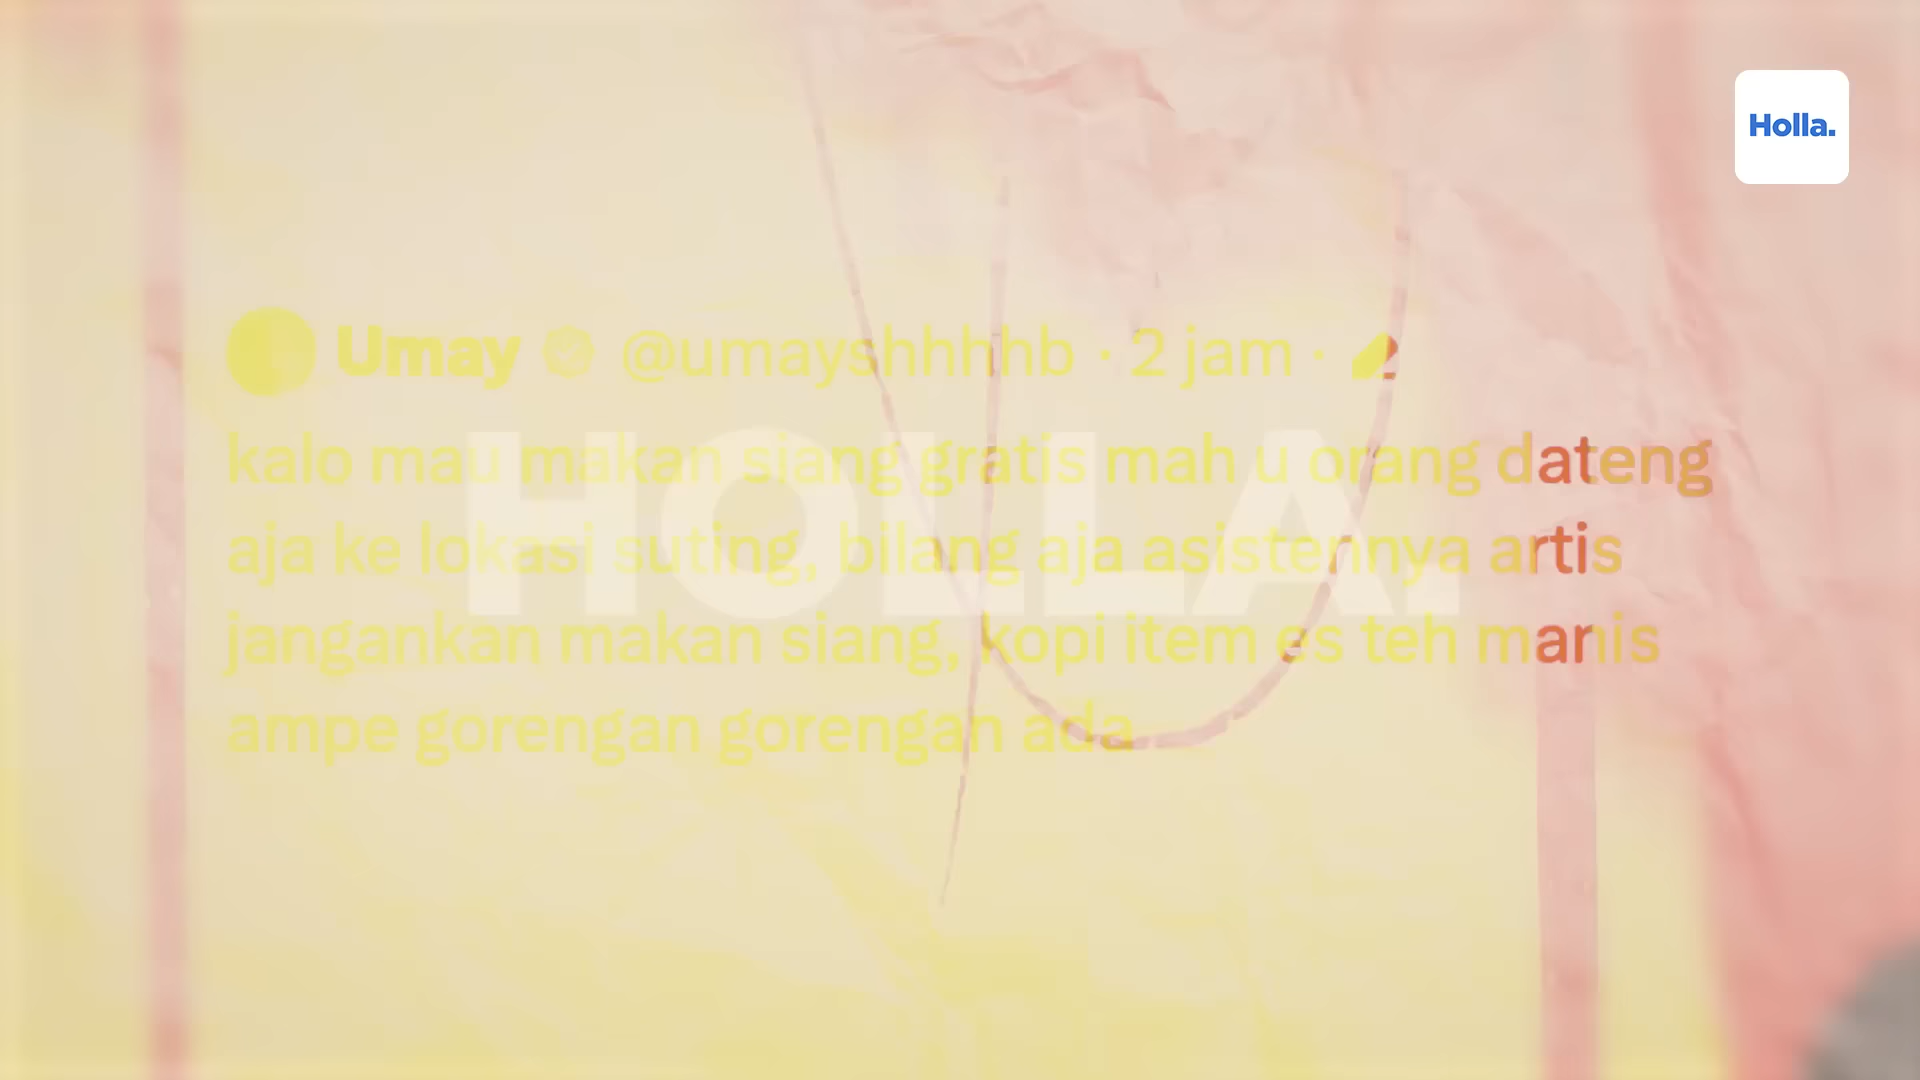 Holla.
Umay @umayshhhhb · 2 jam ·
kalo mau makan siang gratis mah u orang dateng
aja ke lokasi suting, bilang aja asistennya artis
jangankan makan siang, kopi item es teh manis
ampe gorengan gorengan ada
HOLLA.